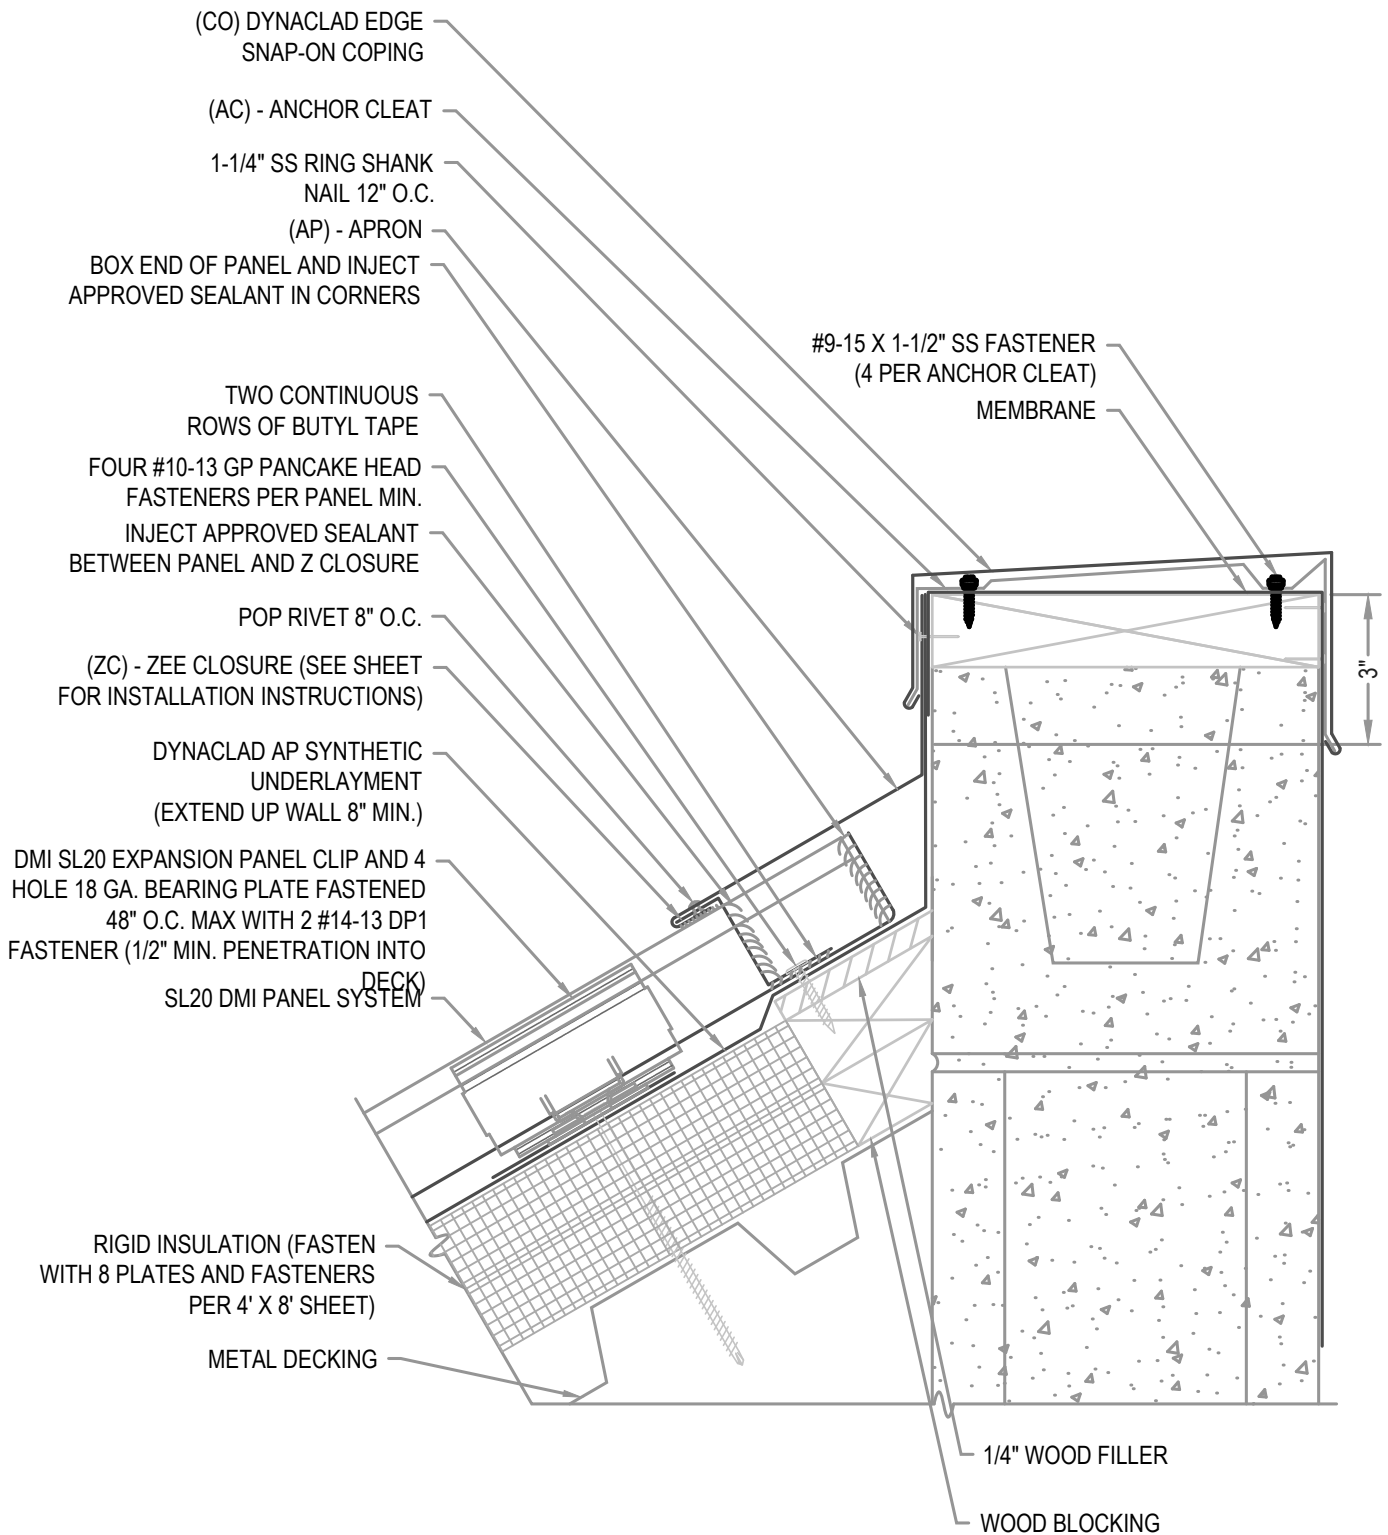 (CO) DYNACLAD EDGE
SNAP-ON COPING
(AC) - ANCHOR CLEAT
1-1/4" SS RING SHANK
NAIL 12" O.C.
(AP) - APRON
BOX END OF PANEL AND INJECT
APPROVED SEALANT IN CORNERS
#9-15 X 1-1/2" SS FASTENER
(4 PER ANCHOR CLEAT)
MEMBRANE
TWO CONTINUOUS
ROWS OF BUTYL TAPE
FOUR #10-13 GP PANCAKE HEAD
FASTENERS PER PANEL MIN.
INJECT APPROVED SEALANT
BETWEEN PANEL AND Z CLOSURE
POP RIVET 8" O.C.
(ZC) - ZEE CLOSURE (SEE SHEET
FOR INSTALLATION INSTRUCTIONS)
3"
DYNACLAD AP SYNTHETIC
UNDERLAYMENT
(EXTEND UP WALL 8" MIN.)
DMI SL20 EXPANSION PANEL CLIP AND 4
HOLE 18 GA. BEARING PLATE FASTENED
48" O.C. MAX WITH 2 #14-13 DP1
FASTENER (1/2" MIN. PENETRATION INTO
DECK)
SL20 DMI PANEL SYSTEM
RIGID INSULATION (FASTEN
WITH 8 PLATES AND FASTENERS
PER 4' X 8' SHEET)
METAL DECKING
1/4" WOOD FILLER
WOOD BLOCKING